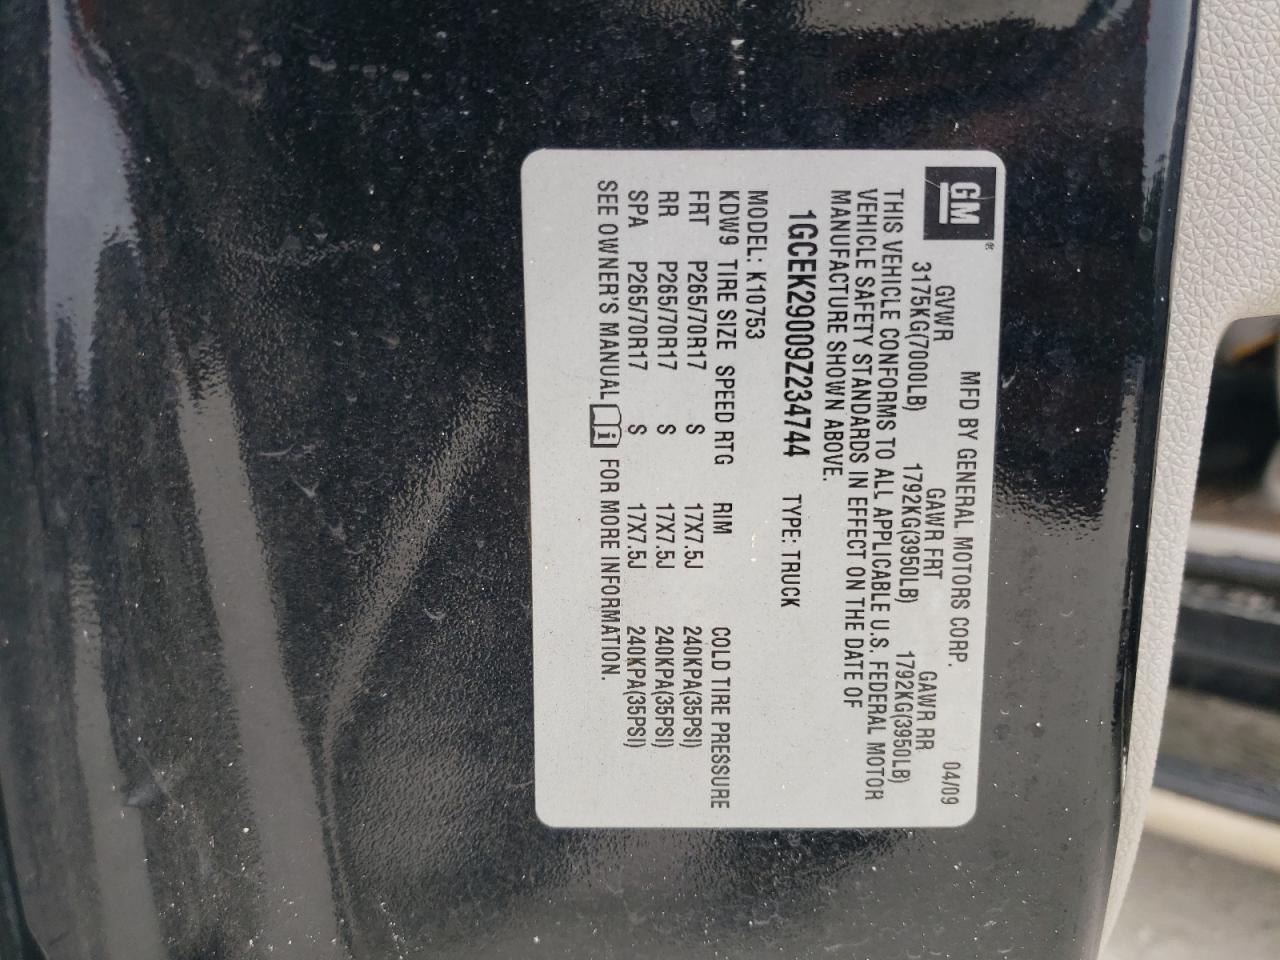 GM®
MFD BY GENERAL MOTORS CORP. 04/09
GVWR GAWR FRT GAWR RR
3175KG(7000LB) 1792KG(3950LB) 1792KG(3950LB)
THIS VEHICLE CONFORMS TO ALL APPLICABLE U.S. FEDERAL MOTOR
VEHICLE SAFETY STANDARDS IN EFFECT ON THE DATE OF
MANUFACTURE SHOWN ABOVE.
1GCEK29009Z234744 TYPE: TRUCK
MODEL: K10753
KDW9 TIRE SIZE SPEED RTG RIM COLD TIRE PRESSURE
FRT P265/70R17 S 17X7.5J 240KPA(35PSI)
RR P265/70R17 S 17X7.5J 240KPA(35PSI)
SPA P265/70R17 S 17X7.5J 240KPA(35PSI)
SEE OWNER'S MANUAL i FOR MORE INFORMATION.